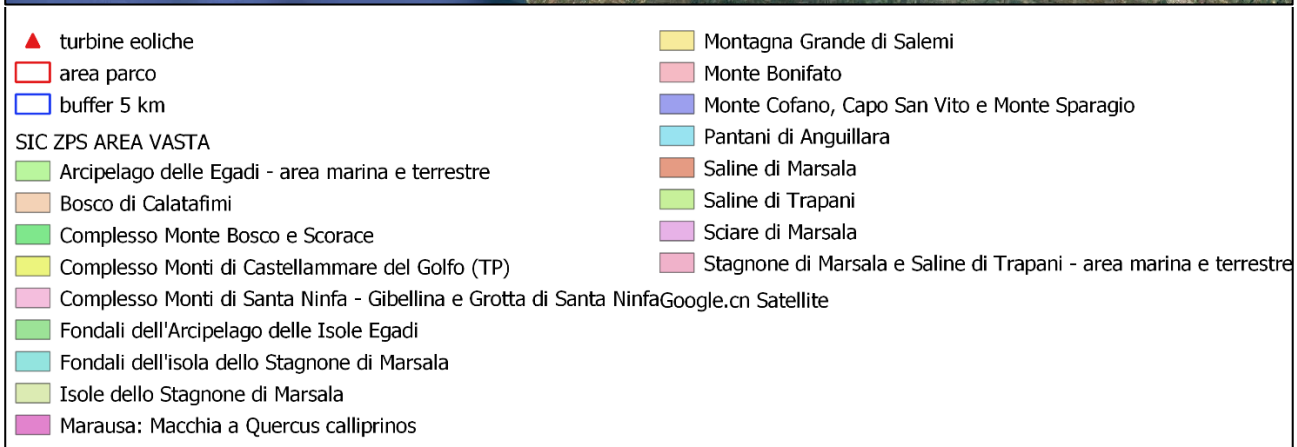 turbine eoliche
area parco
buffer 5 km
SIC ZPS AREA VASTA
Arcipelago delle Egadi - area marina e terrestre
Bosco di Calatafimi
Complesso Monte Bosco e Scorace
Complesso Monti di Castellammare del Golfo (TP)
Complesso Monti di Santa Ninfa - Gibellina e Grotta di Santa Ninfa
Fondali dell'Arcipelago delle Isole Egadi
Fondali dell'isola dello Stagnone di Marsala
Isole dello Stagnone di Marsala
Marausa: Macchia a Quercus calliprinos
Montagna Grande di Salemi
Monte Bonifato
Monte Cofano, Capo San Vito e Monte Sparagio
Pantani di Anguillara
Saline di Marsala
Saline di Trapani
Sciare di Marsala
Stagnone di Marsala e Saline di Trapani - area marina e terrestre
Google.cn Satellite